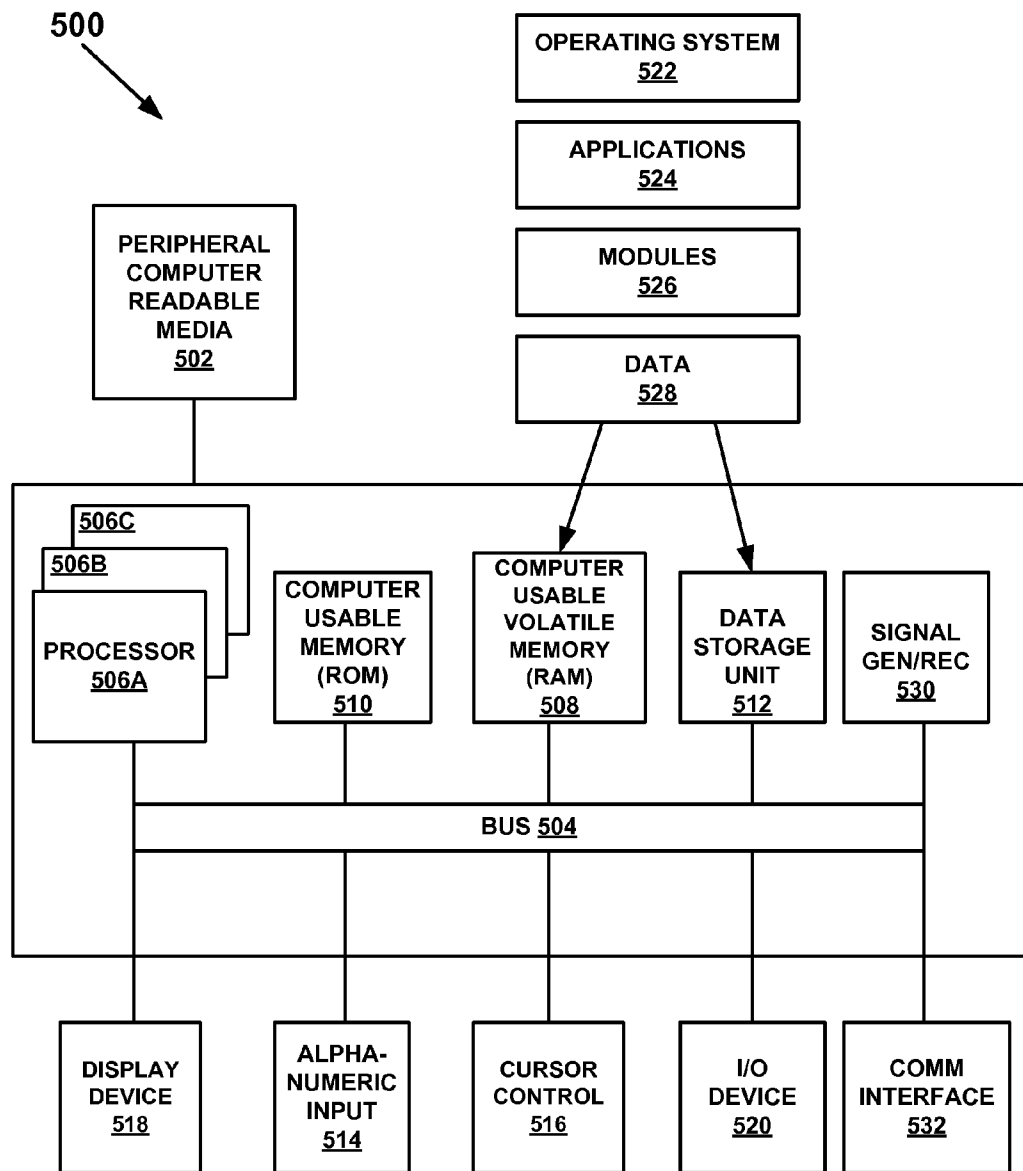 500
OPERATING SYSTEM
522
APPLICATIONS
524
MODULES
526
DATA
528
PERIPHERAL
COMPUTER
READABLE
MEDIA
502
506C
506B
PROCESSOR
506A
COMPUTER
USABLE
MEMORY
(ROM)
510
COMPUTER
USABLE
VOLATILE
MEMORY
(RAM)
508
DATA
STORAGE
UNIT
512
SIGNAL
GEN/REC
530
BUS 504
DISPLAY
DEVICE
518
ALPHA-
NUMERIC
INPUT
514
CURSOR
CONTROL
516
I/O
DEVICE
520
COMM
INTERFACE
532